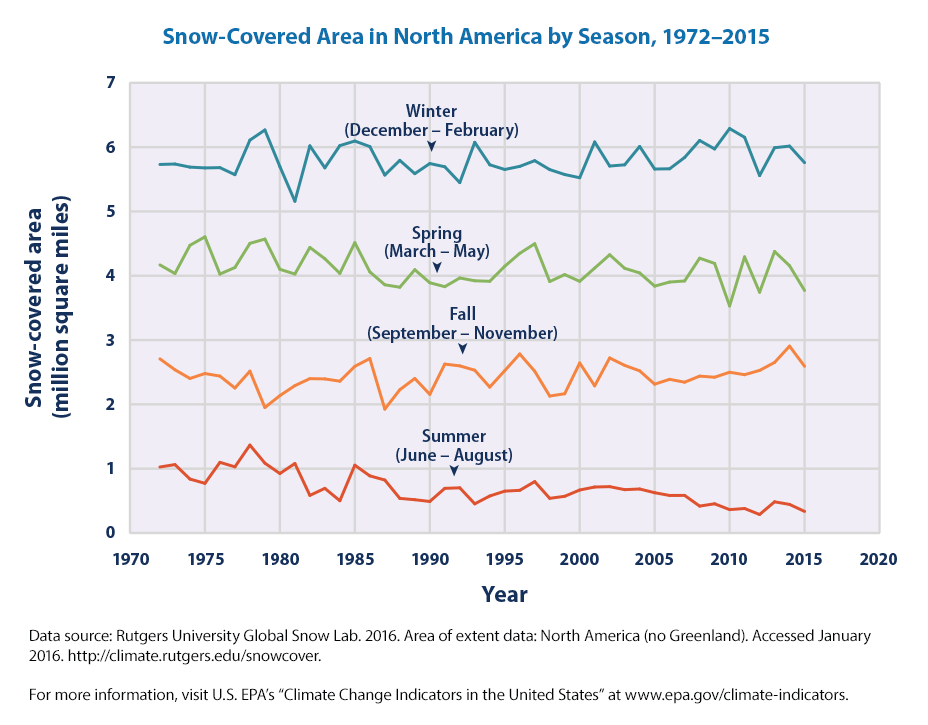 Snow-Covered Area in North America by Season, 1972–2015
7
Winter
(December – February)
6
5
Spring
(March – May)
4
Fall
(September – November)
3
2
Summer
(June – August)
1
0
Snow-covered area
(million square miles)
1970 1975 1980 1985 1990 1995 2000 2005 2010 2015 2020
Year
Data source: Rutgers University Global Snow Lab. 2016. Area of extent data: North America (no Greenland). Accessed January
2016. http://climate.rutgers.edu/snowcover.
For more information, visit U.S. EPA’s “Climate Change Indicators in the United States” at www.epa.gov/climate-indicators.